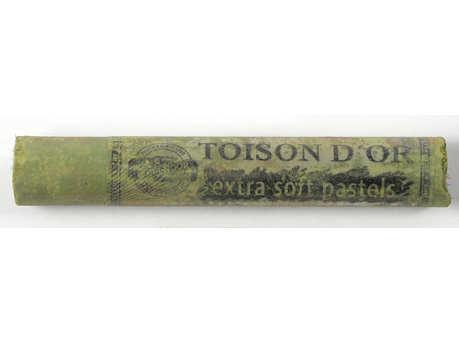 TOISON D'OR
extra soft pastels